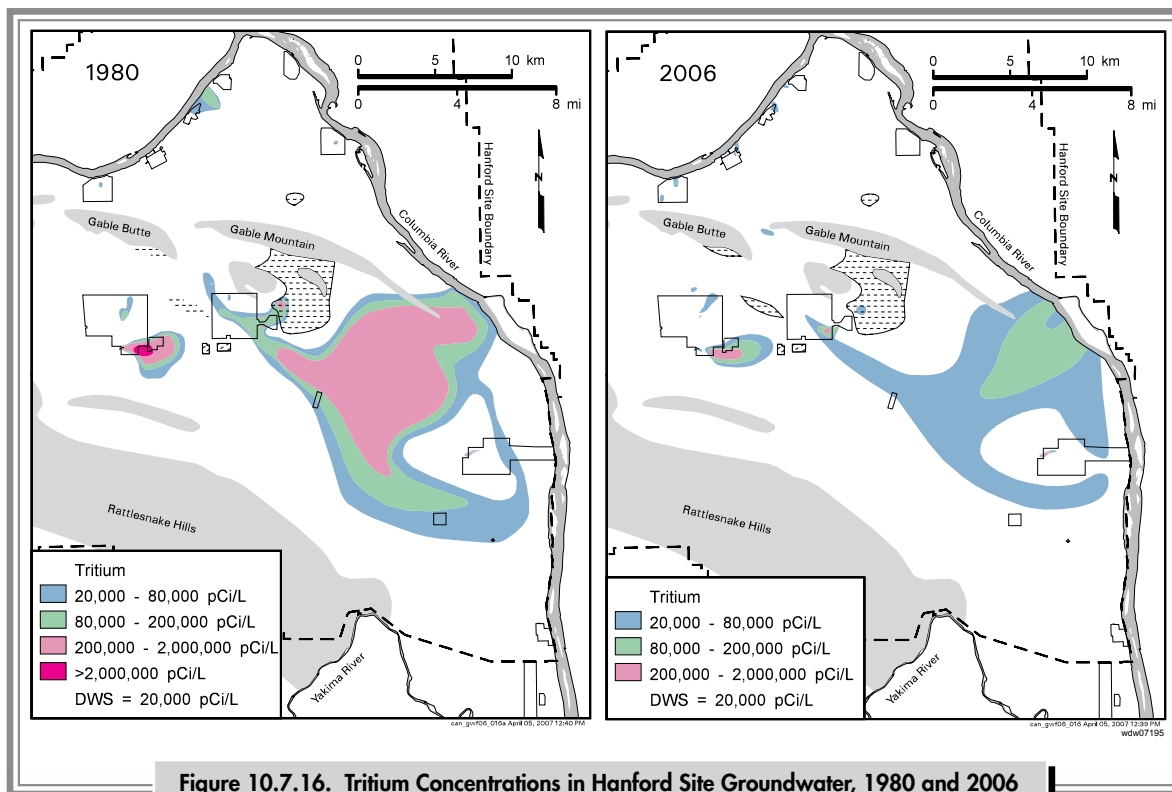 1980
0 5 10 km
0 4 8 mi
Hanford Site Boundary
N
Columbia River
Gable Butte
Gable Mountain
Rattlesnake Hills
Yakima River
Tritium
20,000 - 80,000 pCi/L
80,000 - 200,000 pCi/L
200,000 - 2,000,000 pCi/L
>2,000,000 pCi/L
DWS = 20,000 pCi/L
can_gwf06_016a April 05, 2007 12:40 PM
2006
0 5 10 km
0 4 8 mi
Hanford Site Boundary
N
Columbia River
Gable Butte
Gable Mountain
Rattlesnake Hills
Yakima River
Tritium
20,000 - 80,000 pCi/L
80,000 - 200,000 pCi/L
200,000 - 2,000,000 pCi/L
DWS = 20,000 pCi/L
can_gwf06_016 April 05, 2007 12:39 PM
wdw07195
Figure 10.7.16. Tritium Concentrations in Hanford Site Groundwater, 1980 and 2006